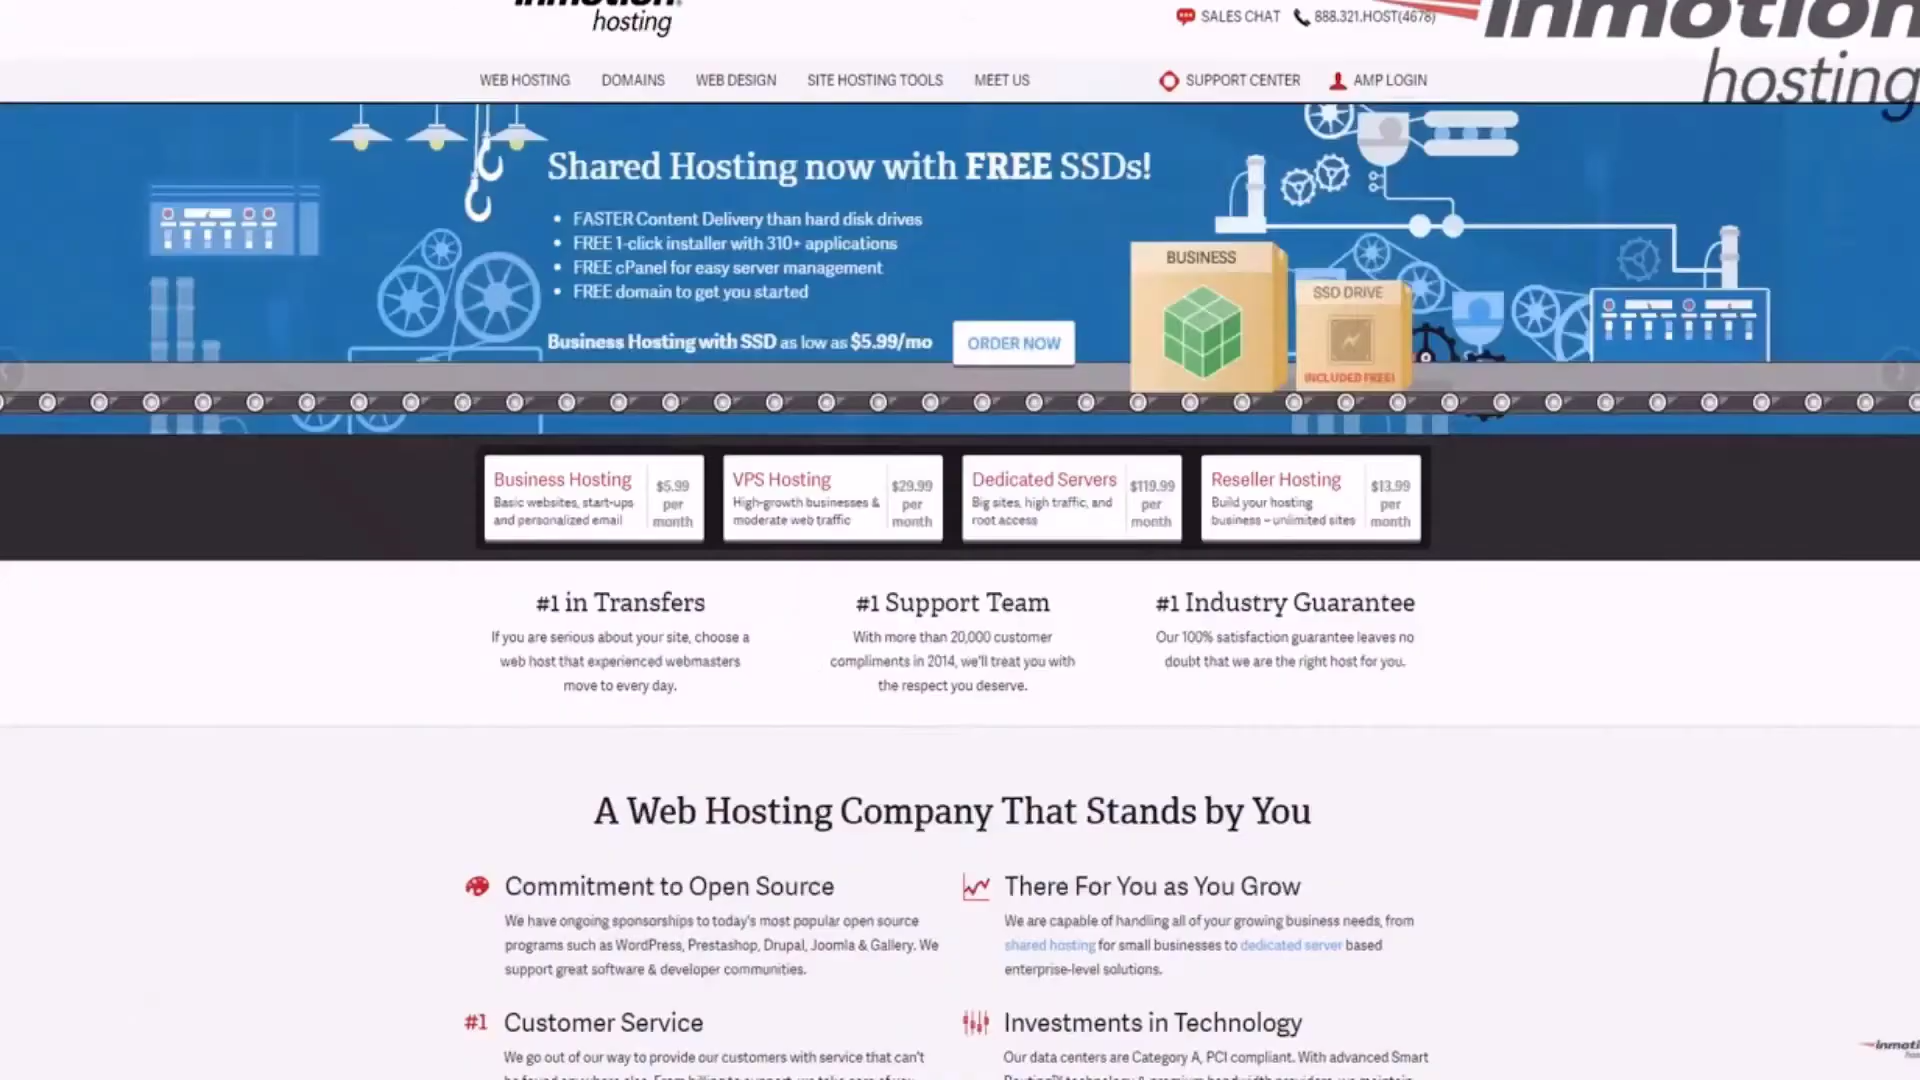 inmotion
hosting
SALES CHAT
888.321.HOST(4678)
inmotion
hosting
WEB HOSTING
DOMAINS
WEB DESIGN
SITE HOSTING TOOLS
MEET US
SUPPORT CENTER
AMP LOGIN
Shared Hosting now with FREE SSDs!
• FASTER Content Delivery than hard disk drives
• FREE 1-click installer with 310+ applications
• FREE cPanel for easy server management
• FREE domain to get you started
Business Hosting with SSD as low as $5.99/mo
ORDER NOW
BUSINESS
SSD DRIVE
INCLUDED FREE!
Business Hosting
Basic websites, start-ups
and personalized email
$5.99
per
month
VPS Hosting
High-growth businesses &
moderate web traffic
$29.99
per
month
Dedicated Servers
Big sites, high traffic, and
root access
$119.99
per
month
Reseller Hosting
Build your hosting
business – unlimited sites
$13.99
per
month
#1 in Transfers
If you are serious about your site, choose a
web host that experienced webmasters
move to every day.
#1 Support Team
With more than 20,000 customer
compliments in 2014, we'll treat you with
the respect you deserve.
#1 Industry Guarantee
Our 100% satisfaction guarantee leaves no
doubt that we are the right host for you.
A Web Hosting Company That Stands by You
Commitment to Open Source
We have ongoing sponsorships to today's most popular open source
programs such as WordPress, Prestashop, Drupal, Joomla & Gallery. We
support great software & developer communities.
There For You as You Grow
We are capable of handling all of your growing business needs, from
shared hosting for small businesses to dedicated server based
enterprise-level solutions.
#1 Customer Service
We go out of our way to provide our customers with service that can't
Investments in Technology
Our data centers are Category A, PCI compliant. With advanced Smart